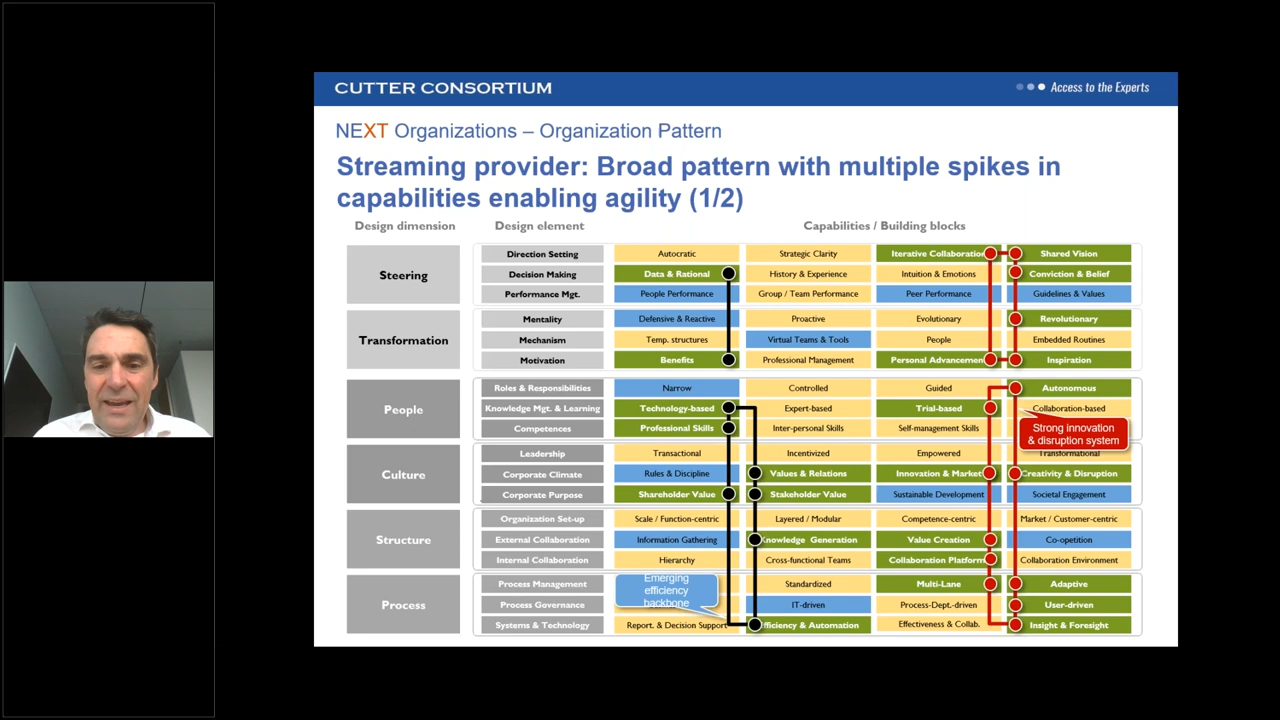 CUTTER CONSORTIUM
Access to the Experts
NEXT Organizations – Organization Pattern
Streaming provider: Broad pattern with multiple spikes in
capabilities enabling agility (1/2)
Design dimension Design element Capabilities / Building blocks
Steering
Direction Setting Autocratic Strategic Clarity Iterative Collaboration Shared Vision
Decision Making Data & Rational History & Experience Intuition & Emotions Conviction & Belief
Performance Mgt. People Performance Group / Team Performance Peer Performance Guidelines & Values
Transformation
Mentality Defensive & Reactive Proactive Evolutionary Revolutionary
Mechanism Temp. structures Virtual Teams & Tools People Embedded Routines
Motivation Benefits Professional Management Personal Advancement Inspiration
People
Roles & Responsibilities Narrow Controlled Guided Autonomous
Knowledge Mgt. & Learning Technology-based Expert-based Trial-based Collaboration-based
Competences Professional Skills Inter-personal Skills Self-management Skills
Strong innovation
& disruption system
Culture
Leadership Transactional Incentivized Empowered Transformational
Corporate Climate Rules & Discipline Values & Relations Innovation & Market Creativity & Disruption
Corporate Purpose Shareholder Value Stakeholder Value Sustainable Development Societal Engagement
Structure
Organization Set-up Scale / Function-centric Layered / Modular Competence-centric Market / Customer-centric
External Collaboration Information Gathering Knowledge Generation Value Creation Co-opetition
Internal Collaboration Hierarchy Cross-functional Teams Collaboration Platform Collaboration Environment
Process
Process Management Standardized Multi-Lane Adaptive
Process Governance IT-driven Process-Dept.-driven User-driven
Systems & Technology Report. & Decision Support Efficiency & Automation Effectiveness & Collab. Insight & Foresight
Emerging
efficiency
backbone